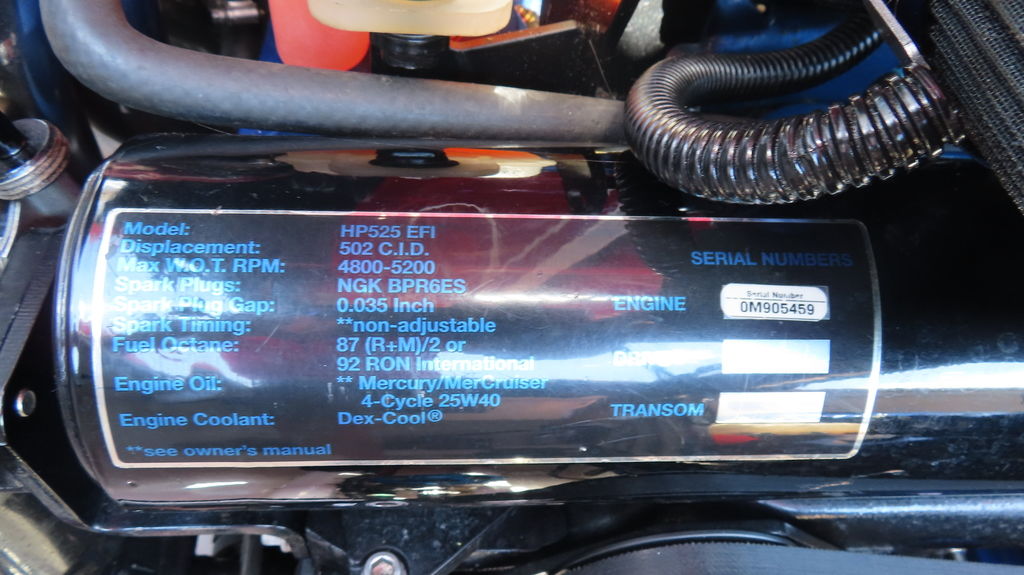 Model: HP525 EFI
Displacement: 502 C.I.D.
Max W.O.T. RPM: 4800-5200
Spark Plugs: NGK BPR6ES
Spark Plug Gap: 0.035 Inch
Spark Timing: **non-adjustable
Fuel Octane: 87 (R+M)/2 or
92 RON International
Engine Oil: ** Mercury/MerCruiser
4-Cycle 25W40
Engine Coolant: Dex-Cool®
**see owner's manual
SERIAL NUMBERS
ENGINE
Serial Number
0M905459
TRANSOM